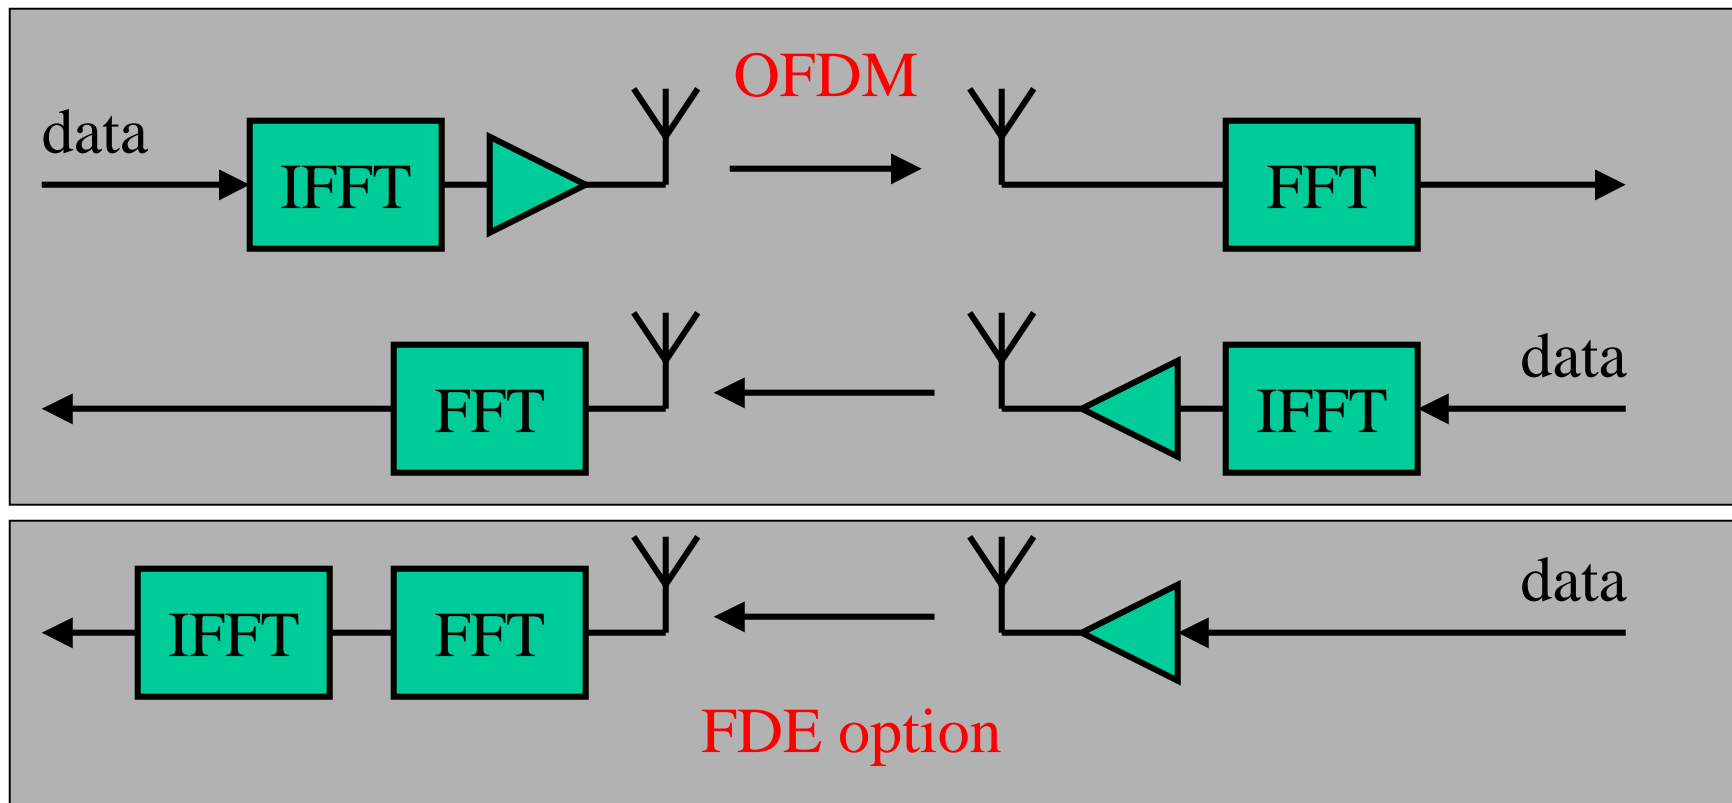 OFDM
data
IFFT
FFT
FFT
IFFT
data
IFFT
FFT
data
FDE option